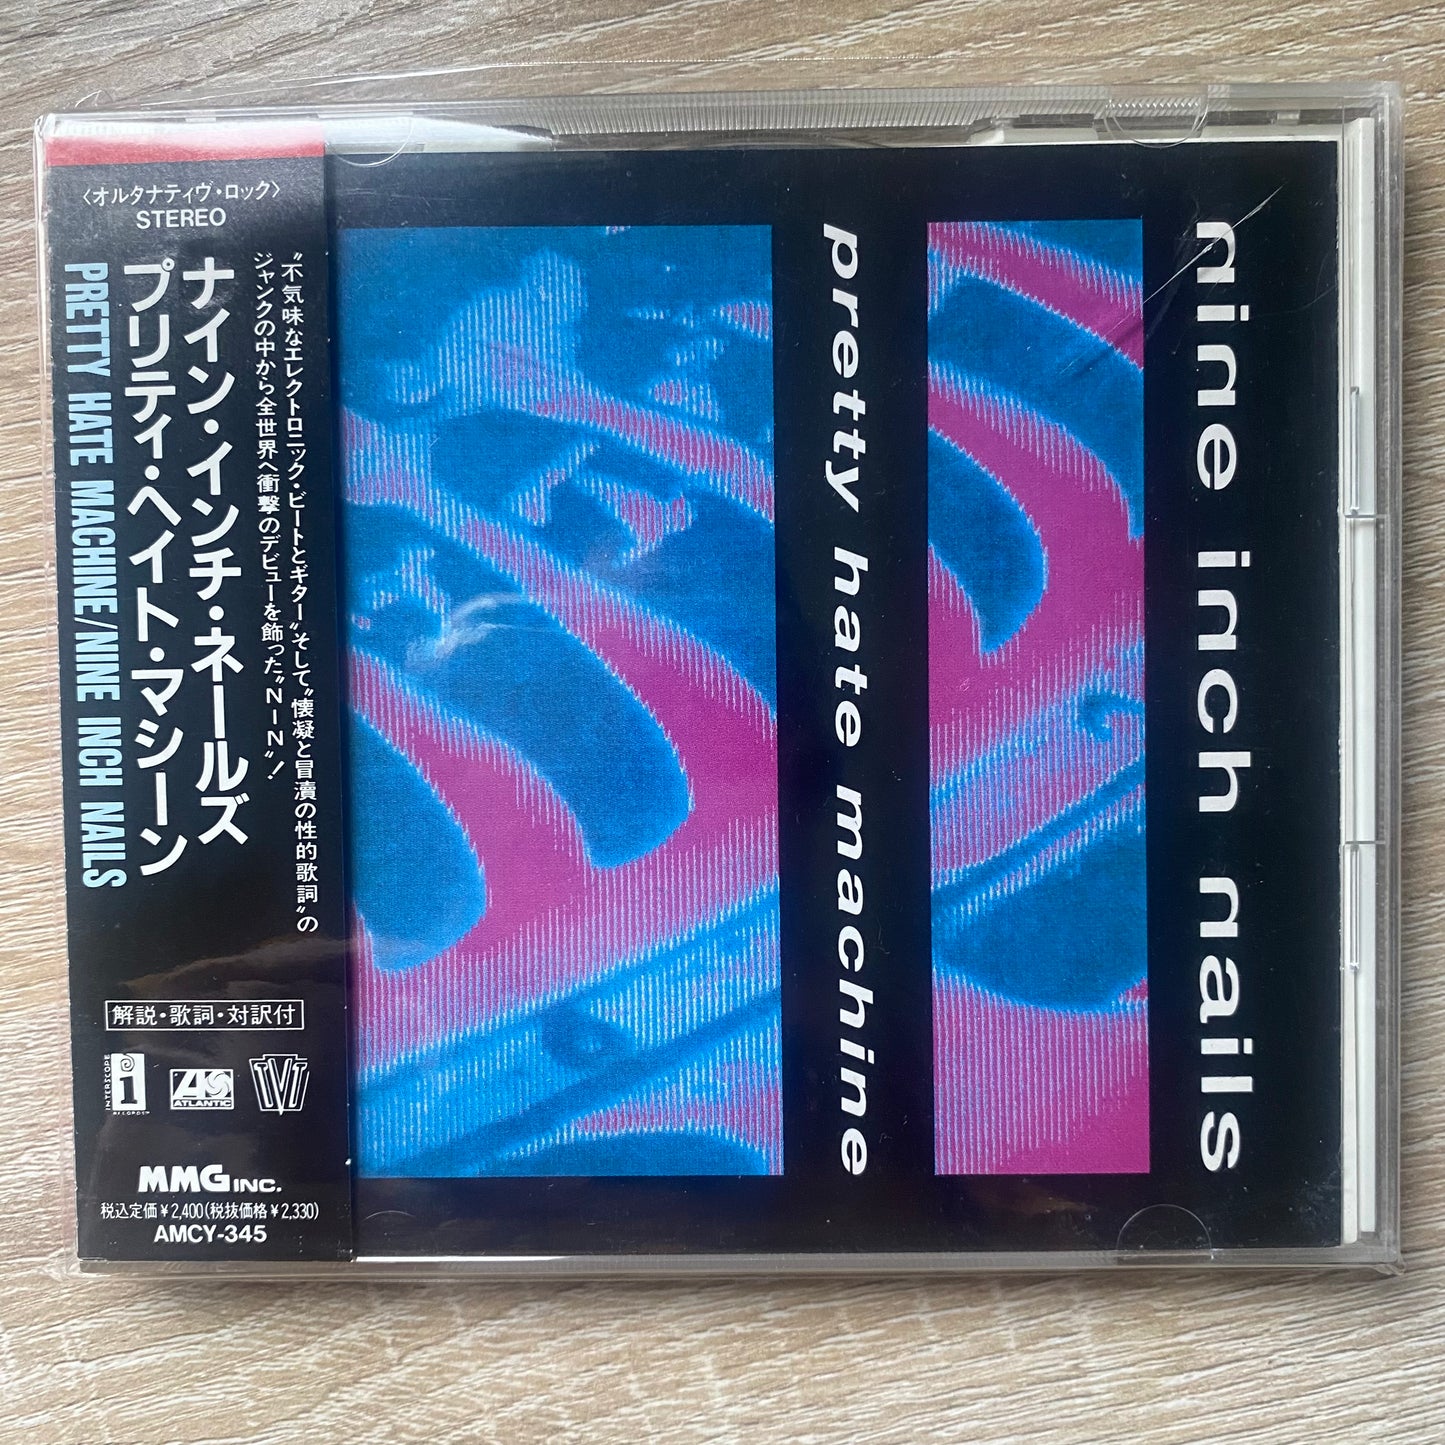 〈オルタナティヴ・ロック〉
STEREO
〝不気味なエレクトロニック・ビートとギター〟そして〝懐凝と冒瀆の性的歌詞〟の
ジャンクの中から全世界へ衝撃のデビューを飾った〝NIN〟!
ナイン・インチ・ネールズ
プリティ・ヘイト・マシーン
PRETTY HATE MACHINE/NINE INCH NAILS
解説・歌詞・対訳付
INTERSCOPE
i
RECORDS
ATLANTIC
TVT
MMG INC.
税込定価¥2,400(税抜価格¥2,330)
AMCY-345
nine inch nails
pretty hate machine